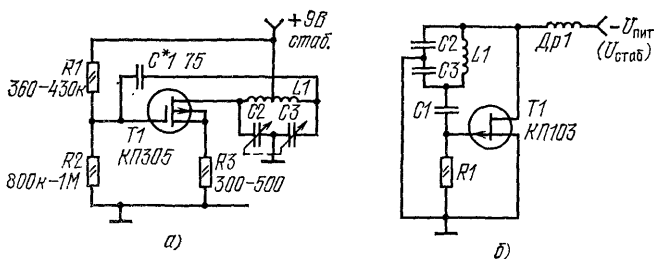 +9В
стаб.
R1
360-430к
C*1 75
L1
C2
C3
T1
КП305
R2
800к-1М
R3
300-500
а)
C2
L1
C3
Др1
-Uпит
(Uстаб)
C1
T1
КП103
R1
б)